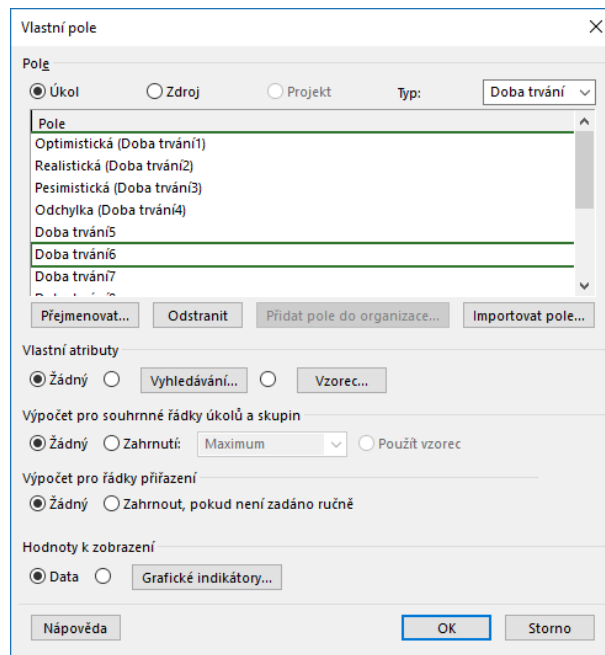 Vlastní pole
Pole
Úkol Zdroj Projekt Typ: Doba trvání
Pole
Optimistická (Doba trvání1)
Realistická (Doba trvání2)
Pesimistická (Doba trvání3)
Odchylka (Doba trvání4)
Doba trvání5
Doba trvání6
Doba trvání7
Přejmenovat... Odstranit Přidat pole do organizace... Importovat pole...
Vlastní atributy
Žádný Vyhledávání... Vzorec...
Výpočet pro souhrnné řádky úkolů a skupin
Žádný Zahrnutí: Maximum Použít vzorec
Výpočet pro řádky přiřazení
Žádný Zahrnout, pokud není zadáno ručně
Hodnoty k zobrazení
Data Grafické indikátory...
Nápověda OK Storno